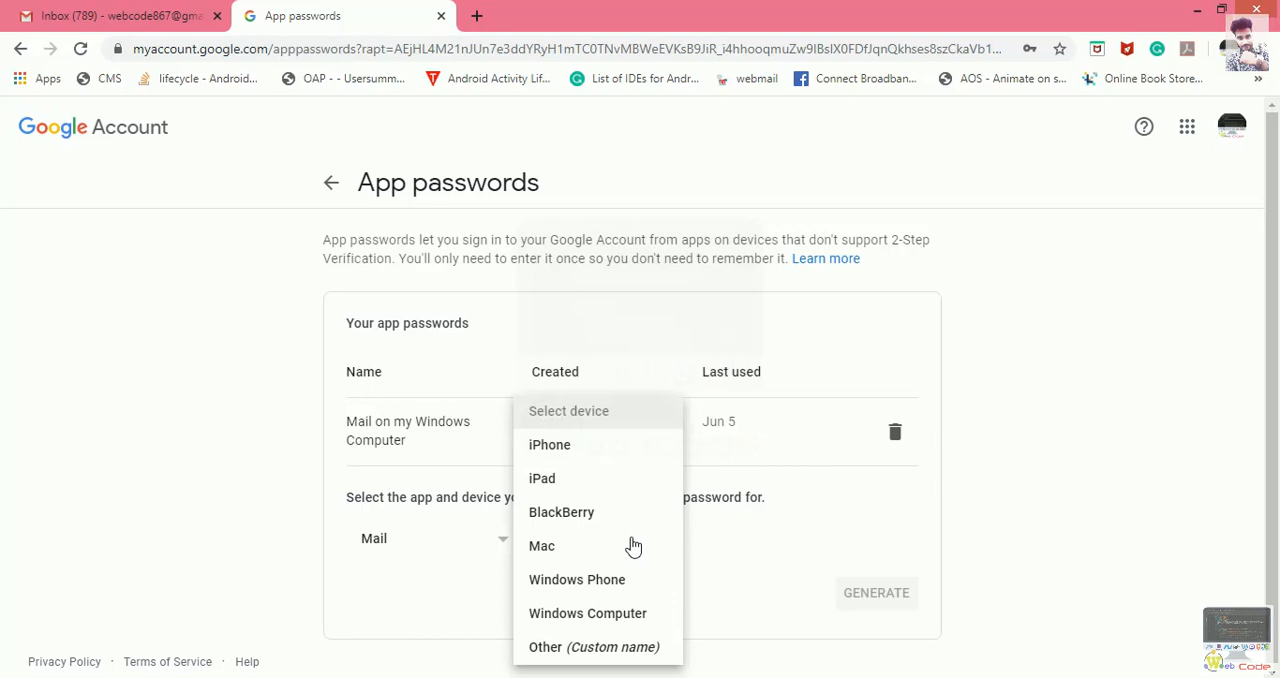 Inbox (789) - webcode867@gma
App passwords
myaccount.google.com/apppasswords?rapt=AEjHL4M21nJUn7e3ddYRyH1mTC0TNvMBWeEVKsB9JiR_i4hhooqmuZw9IBsIX0FDfJqnQkhses8szCkaVb1...
Apps
CMS
lifecycle - Android...
OAP - - Usersumm...
Android Activity Lif...
List of IDEs for Andr...
webmail
Connect Broadban...
AOS - Animate on s...
Online Book Store...
Google Account
App passwords
App passwords let you sign in to your Google Account from apps on devices that don't support 2-Step
Verification. You'll only need to enter it once so you don't need to remember it. Learn more
Your app passwords
Name
Created
Last used
Mail on my Windows
Computer
Jun 5
Select device
iPhone
iPad
BlackBerry
Mac
Windows Phone
Windows Computer
Other (Custom name)
Select the app and device yo
password for.
Mail
GENERATE
Privacy Policy · Terms of Service · Help
Web Code